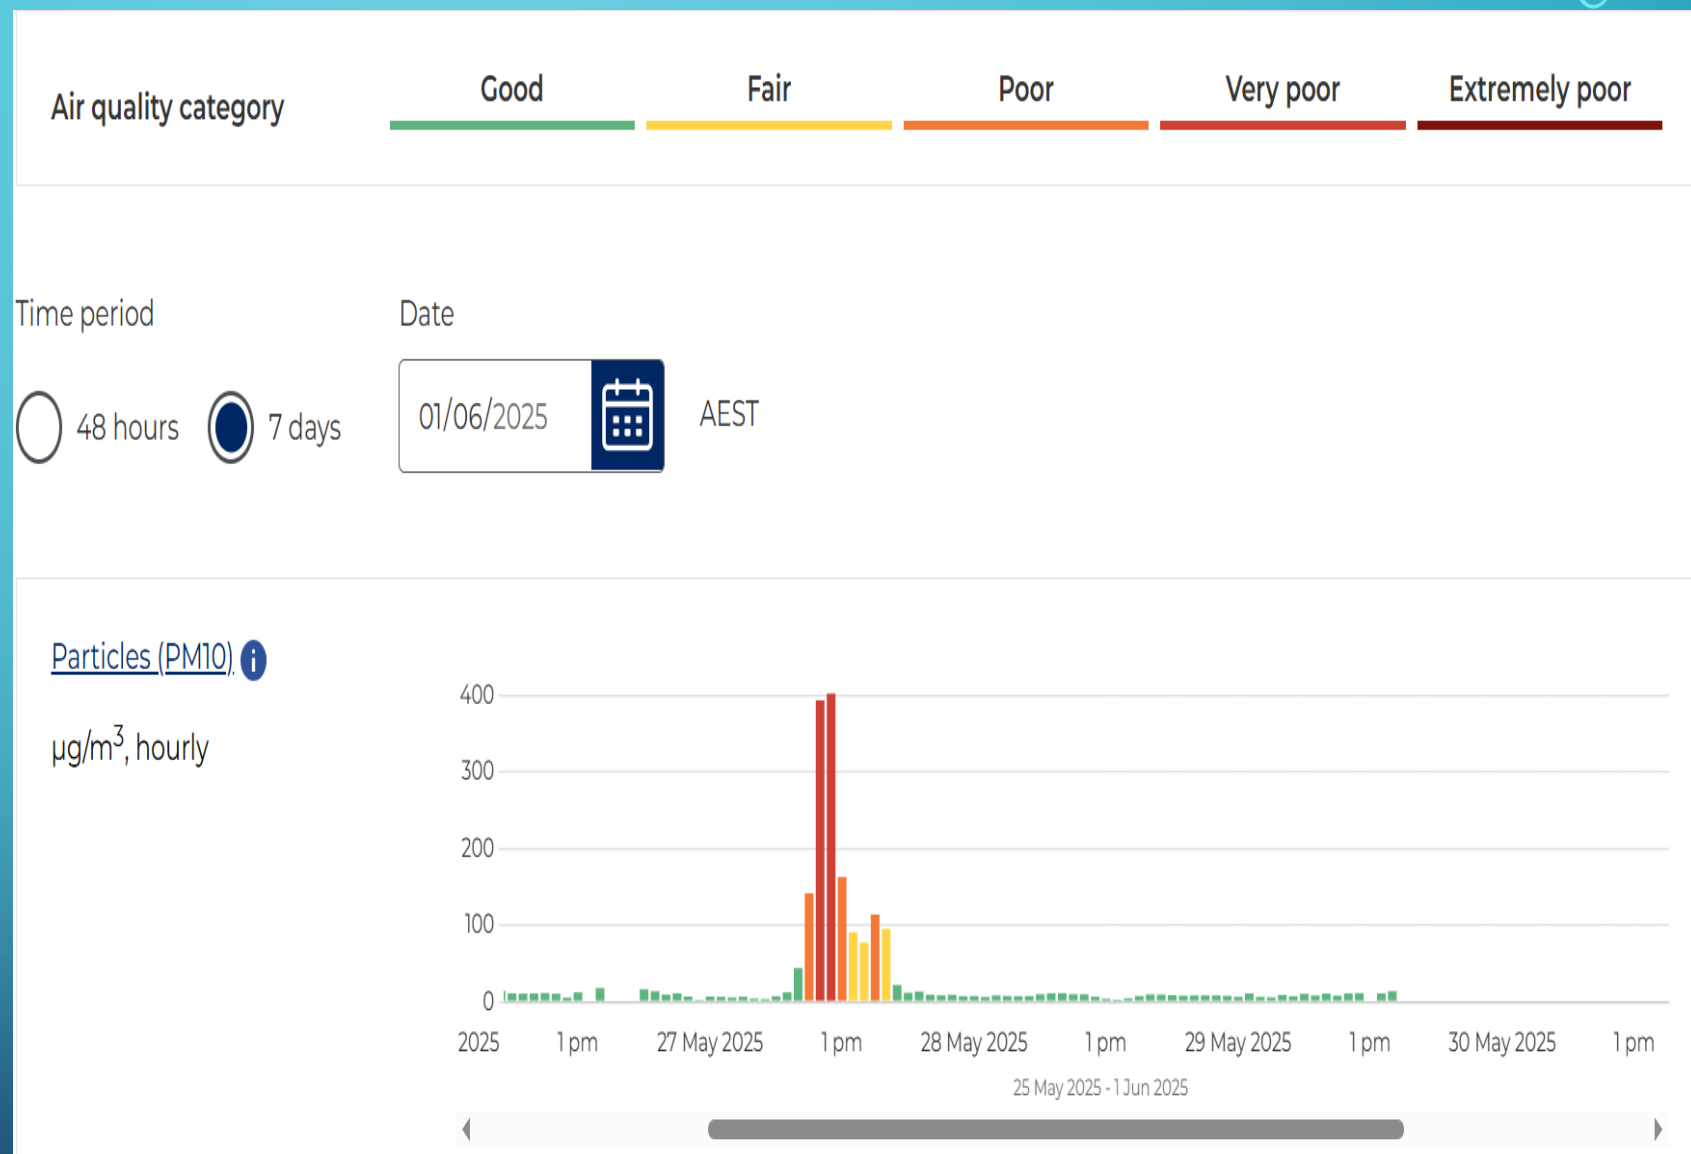 Air quality category
Good Fair Poor Very poor Extremely poor
Time period
48 hours 7 days
Date
01/06/2025 AEST
Particles (PM10)
i
µg/m³, hourly
400
300
200
100
0
2025 1 pm 27 May 2025 1 pm 28 May 2025 1 pm 29 May 2025 1 pm 30 May 2025 1 pm
25 May 2025 - 1 Jun 2025